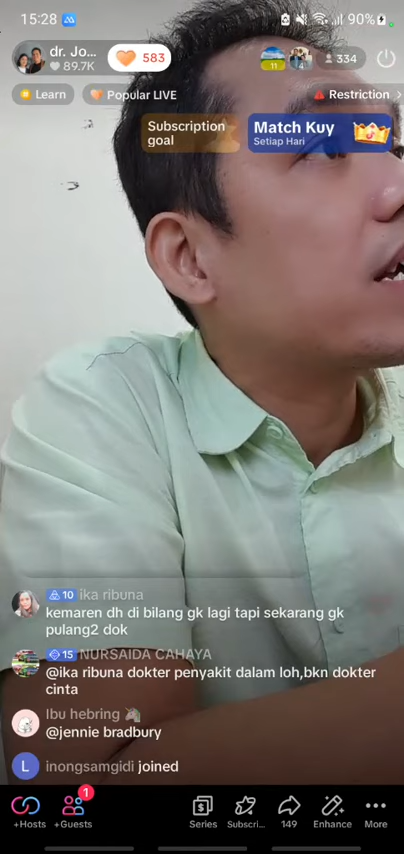 15:28
90%
dr. Jo...
89.7K
583
11
4
334
Learn
Popular LIVE
Restriction
Subscription
goal
Match Kuy
Setiap Hari
10 ika ribuna
kemaren dh di bilang gk lagi tapi sekarang gk
pulang2 dok
15 NURSAIDA CAHAYA
@ika ribuna dokter penyakit dalam loh,bkn dokter
cinta
Ibu hebring 🦄
@jennie bradbury
L
inongsamgidi joined
1
+Hosts
+Guests
Series
Subscri...
149
Enhance
More